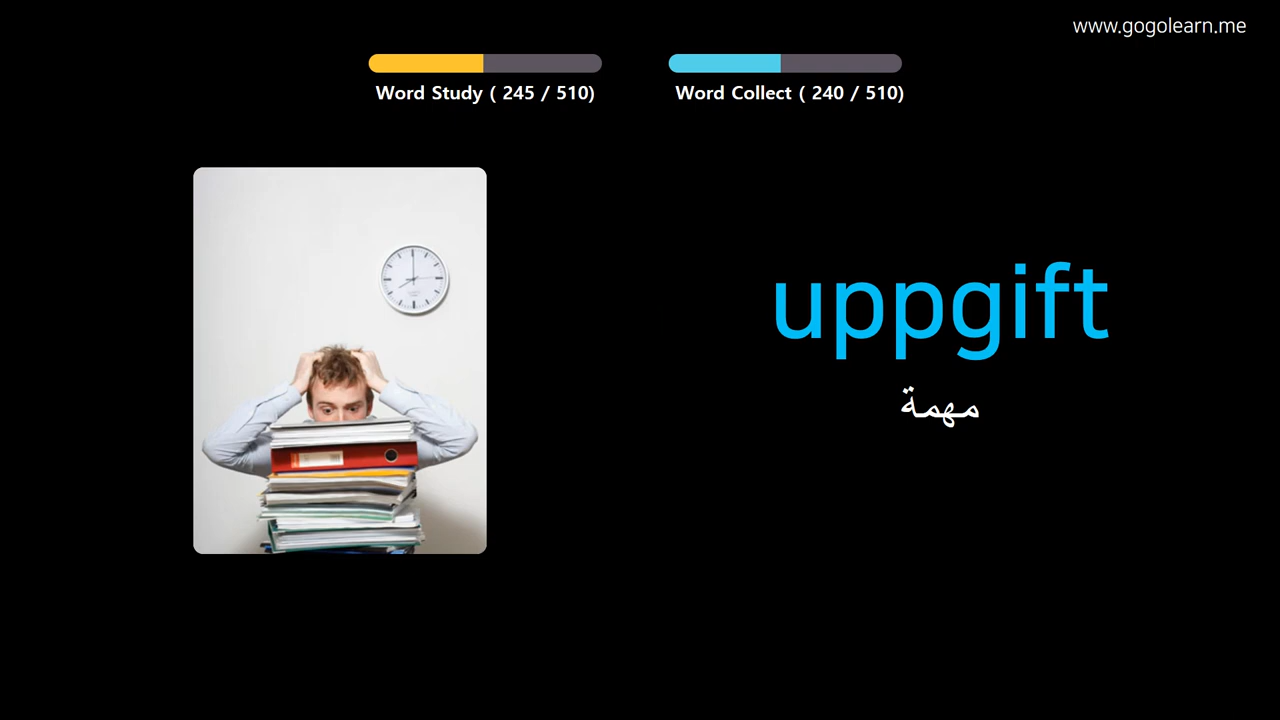 www.gogolearn.me
Word Study ( 245 / 510)
Word Collect ( 240 / 510)
uppgift
مهمة